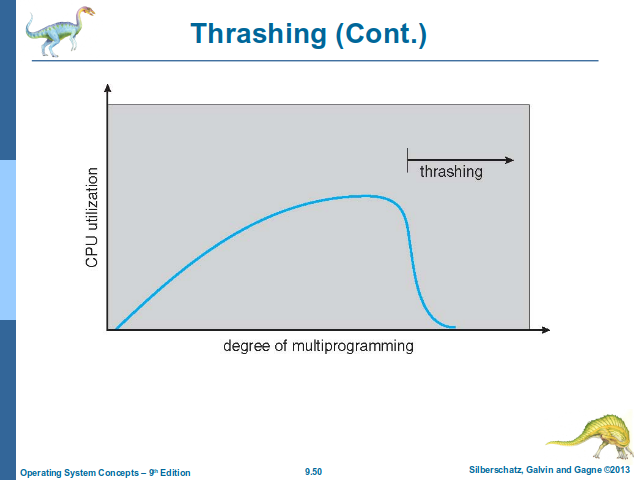 Thrashing (Cont.)
thrashing
CPU utilization
degree of multiprogramming
Operating System Concepts – 9th Edition
9.50
Silberschatz, Galvin and Gagne ©2013